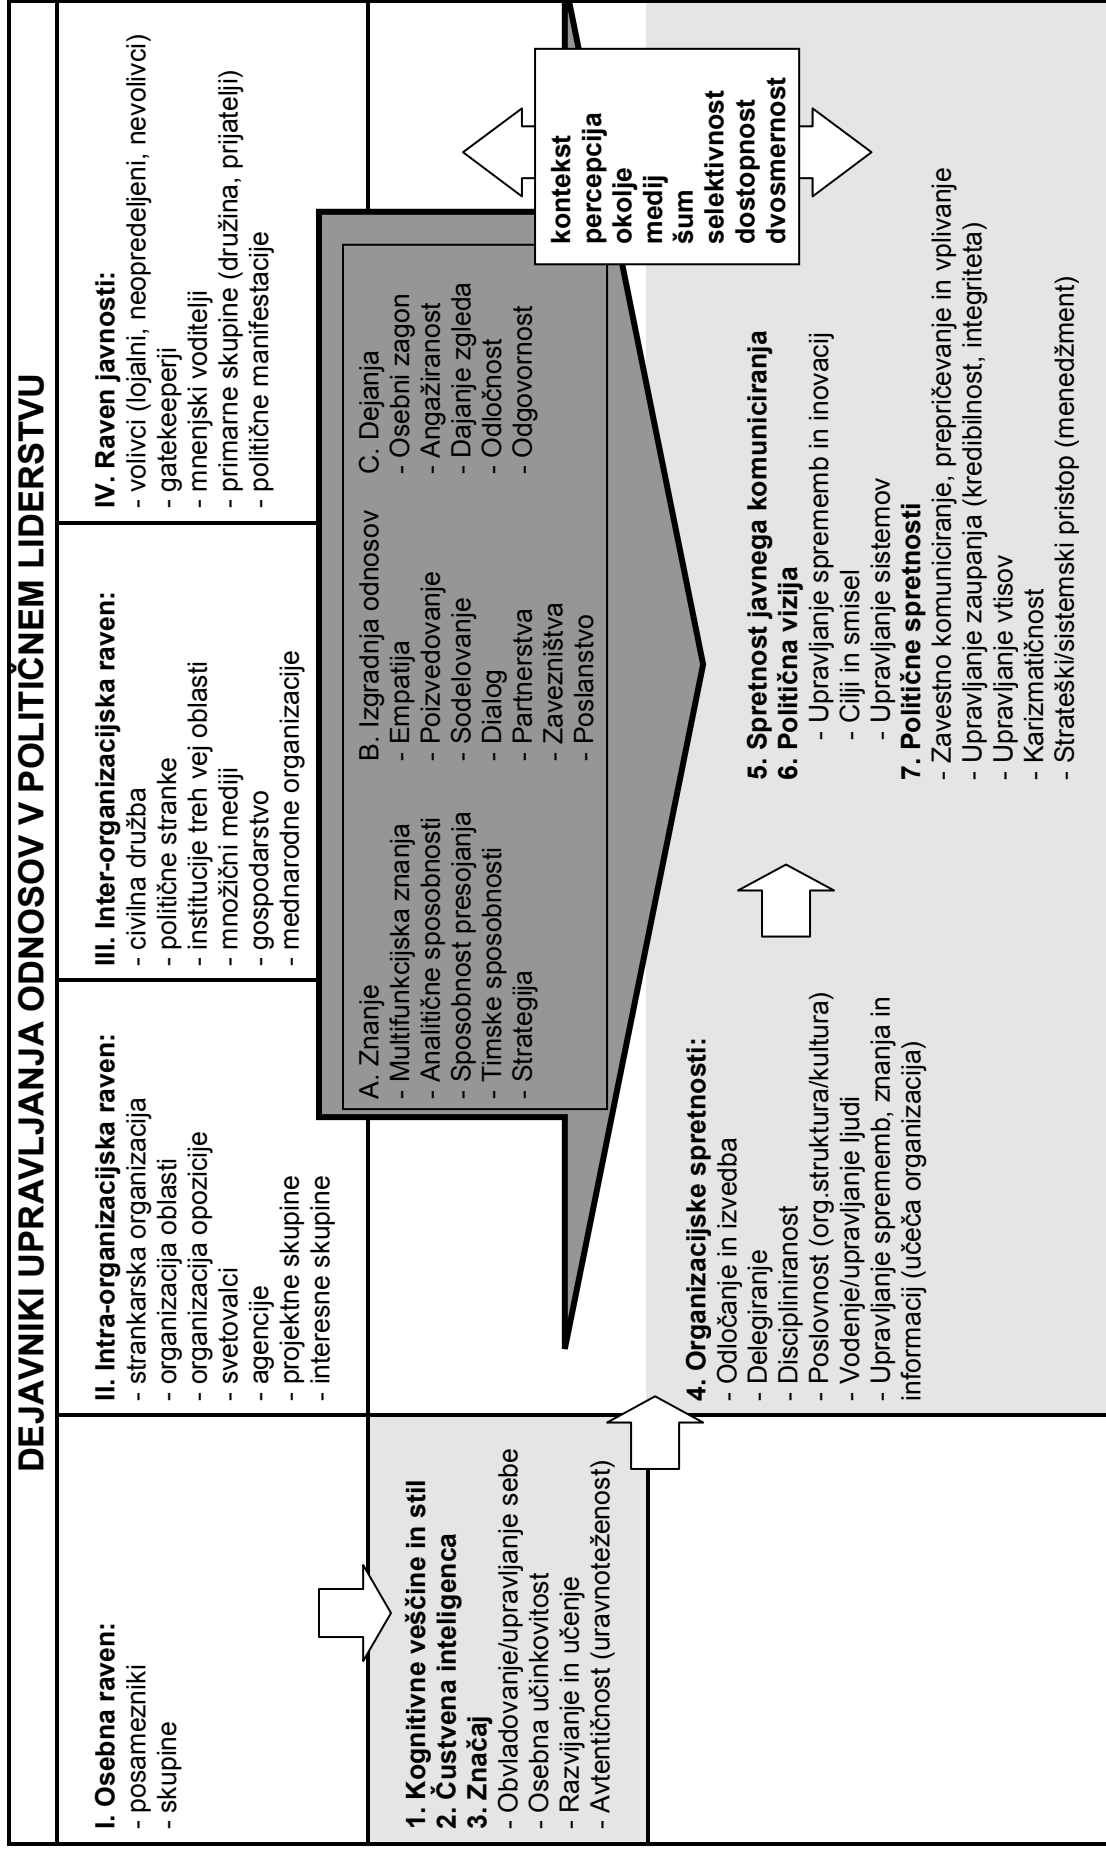 DEJAVNIKI UPRAVLJANJA ODNOSOV V POLITIČNEM LIDERSTVU
I. Osebna raven:
- posamezniki
- skupine
II. Intra-organizacijska raven:
- strankarska organizacija
- organizacija oblasti
- organizacija opozicije
- svetovalci
- agencije
- projektne skupine
- interesne skupine
III. Inter-organizacijska raven:
- civilna družba
- politične stranke
- institucije treh vej oblasti
- množični mediji
- gospodarstvo
- mednarodne organizacije
IV. Raven javnosti:
- volivci (lojalni, neopredeljeni, nevolivci)
- gatekeeperji
- mnenjski voditelji
- primarne skupine (družina, prijatelji)
- politične manifestacije
A. Znanje
- Multifunkcijska znanja
- Analitične sposobnosti
- Sposobnost presojanja
- Timske sposobnosti
- Strategija
B. Izgradnja odnosov
- Empatija
- Poizvedovanje
- Sodelovanje
- Dialog
- Partnerstva
- Zavezništva
- Poslanstvo
C. Dejanja
- Osebni zagon
- Angažiranost
- Dajanje zgleda
- Odločnost
- Odgovornost
kontekst
percepcija
okolje
medij
šum
selektivnost
dostopnost
dvosmernost
1. Kognitivne veščine in stil
2. Čustvena inteligenca
3. Značaj
- Obvladovanje/upravljanje sebe
- Osebna učinkovitost
- Razvijanje in učenje
- Avtentičnost (uravnoteženost)
4. Organizacijske spretnosti:
- Odločanje in izvedba
- Delegiranje
- Discipliniranost
- Poslovnost (org.struktura/kultura)
- Vodenje/upravljanje ljudi
- Upravljanje sprememb, znanja in
informacij (učeča organizacija)
5. Spretnost javnega komuniciranja
6. Politična vizija
- Upravljanje sprememb in inovacij
- Cilji in smisel
- Upravljanje sistemov
7. Politične spretnosti
- Zavestno komuniciranje, prepričevanje in vplivanje
- Upravljanje zaupanja (kredibilnost, integriteta)
- Upravljanje vtisov
- Karizmatičnost
- Strateški/sistemski pristop (menedžment)